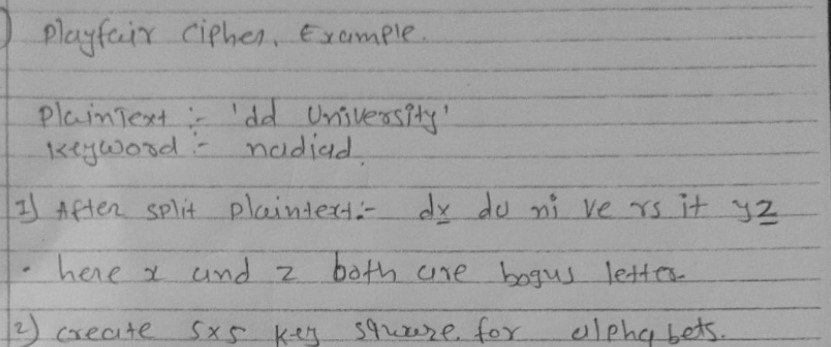 ) Playfair Cipher. Example.
PlainText :- 'dd University'
Keyword :- nadiad.
1) After split plaintext:- dx du ni ve rs it yz
• here x and z both are bogus letter
2) create 5x5 key square for alphabets.